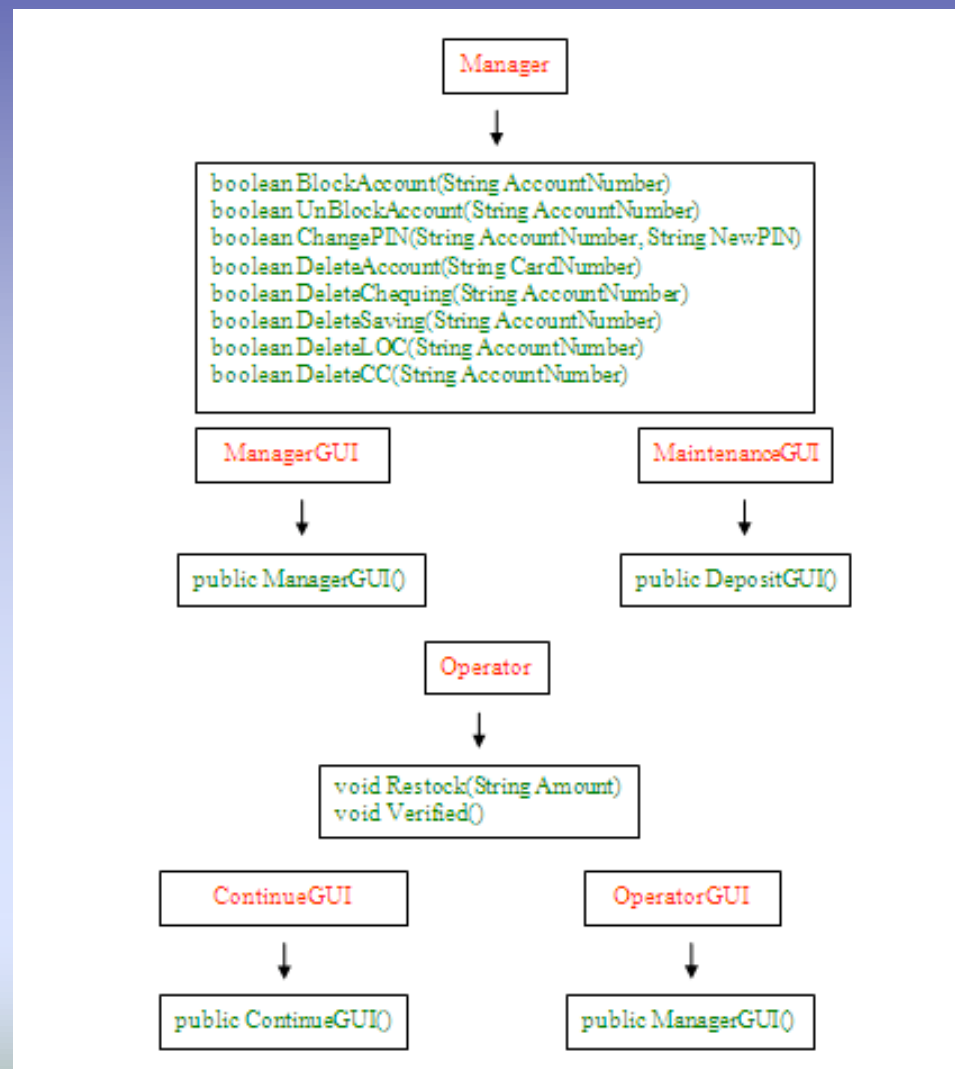 Manager
boolean BlockAccount(String AccountNumber)
boolean UnBlockAccount(String AccountNumber)
boolean ChangePIN(String AccountNumber, String NewPIN)
boolean DeleteAccount(String CardNumber)
boolean DeleteChequing(String AccountNumber)
boolean DeleteSaving(String AccountNumber)
boolean DeleteLOC(String AccountNumber)
boolean DeleteCC(String AccountNumber)
ManagerGUI
MaintenanceGUI
public ManagerGUI()
public DepositGUI()
Operator
void Restock(String Amount)
void Verified()
ContinueGUI
OperatorGUI
public ContinueGUI()
public ManagerGUI()